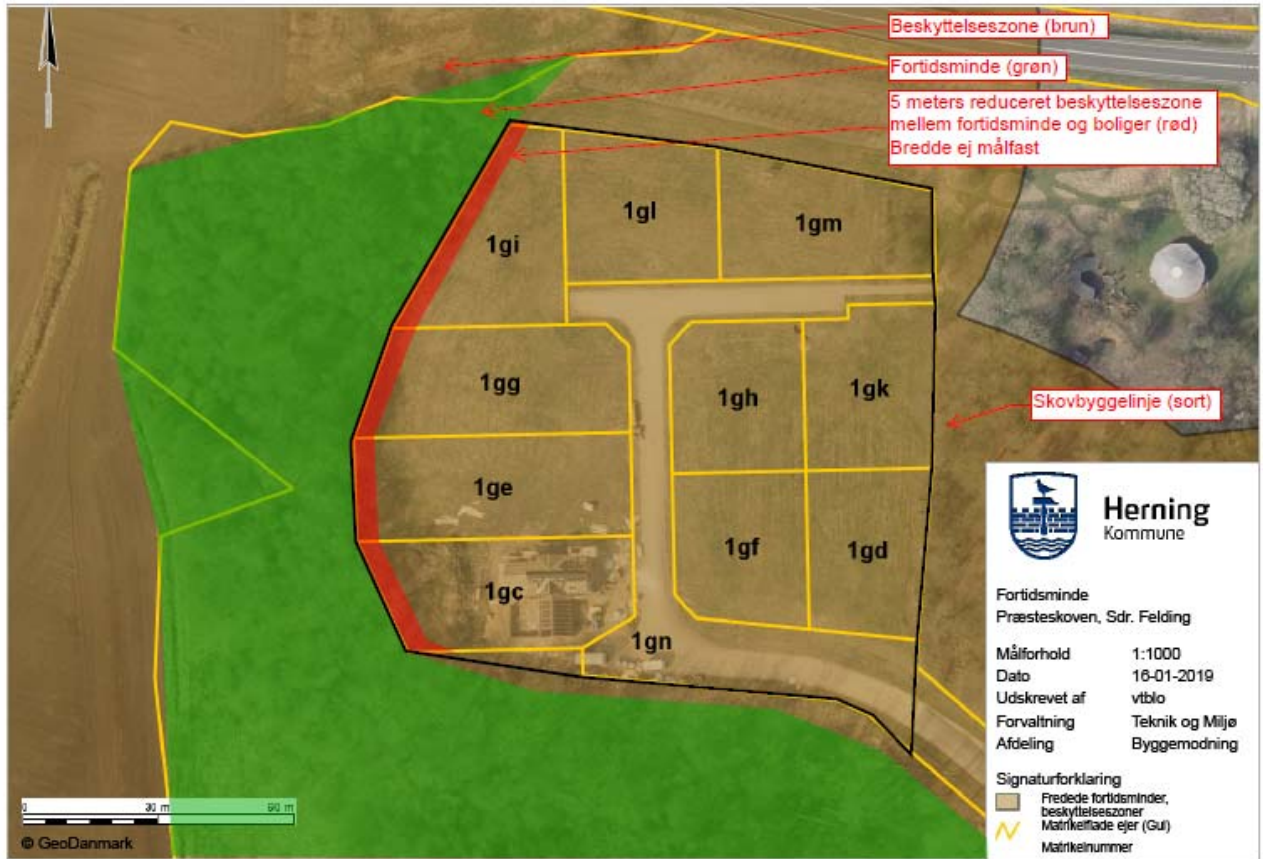 Beskyttelseszone (brun)
Fortidsminde (grøn)
5 meters reduceret beskyttelseszone
mellem fortidsminde og boliger (rød)
Bredde ej målfast
1gl
1gm
1gi
1gg
1gh
1gk
Skovbyggelinje (sort)
1ge
1gf
1gd
1gc
1gn
Herning
Kommune
Fortidsminde
Præsteskoven, Sdr. Felding
Målforhold 1:1000
Dato 16-01-2019
Udskrevet af vtblo
Forvaltning Teknik og Miljø
Afdeling Byggemodning
Signaturforklaring
Fredede fortidsminder,
beskyttelseszoner
Matrikelflade ejer (Gul)
Matrikelnummer
0 30 m 60 m
© GeoDanmark